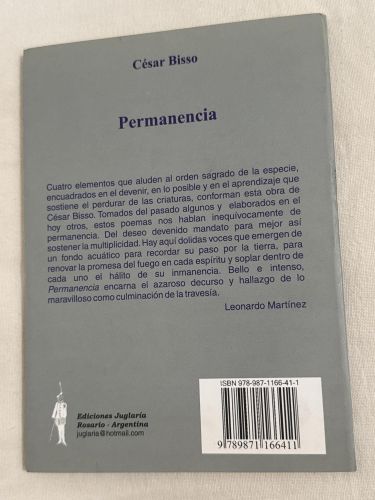 César Bisso
Permanencia
Cuatro elementos que aluden al orden sagrado de la especie,
encuadrados en el devenir, en lo posible y en el aprendizaje que
sostiene el perdurar de las criaturas, conforman esta obra de
César Bisso. Tomados del pasado algunos y elaborados en el
hoy otros, estos poemas nos hablan inequívocamente de
permanencia. Del deseo devenido mandato para mejor así
sostener la multiplicidad. Hay aquí dolidas voces que emergen de
un fondo acuático para recordar su paso por la tierra, para
renovar la promesa del fuego en cada espíritu y soplar dentro de
cada uno el hálito de su inmanencia. Bello e intenso,
Permanencia encarna el azaroso decurso y hallazgo de lo
maravilloso como culminación de la travesía.
Leonardo Martínez
ISBN 978-987-1166-41-1
9 789871 166411
Ediciones Juglaría
Rosario - Argentina
juglaria@hotmail.com